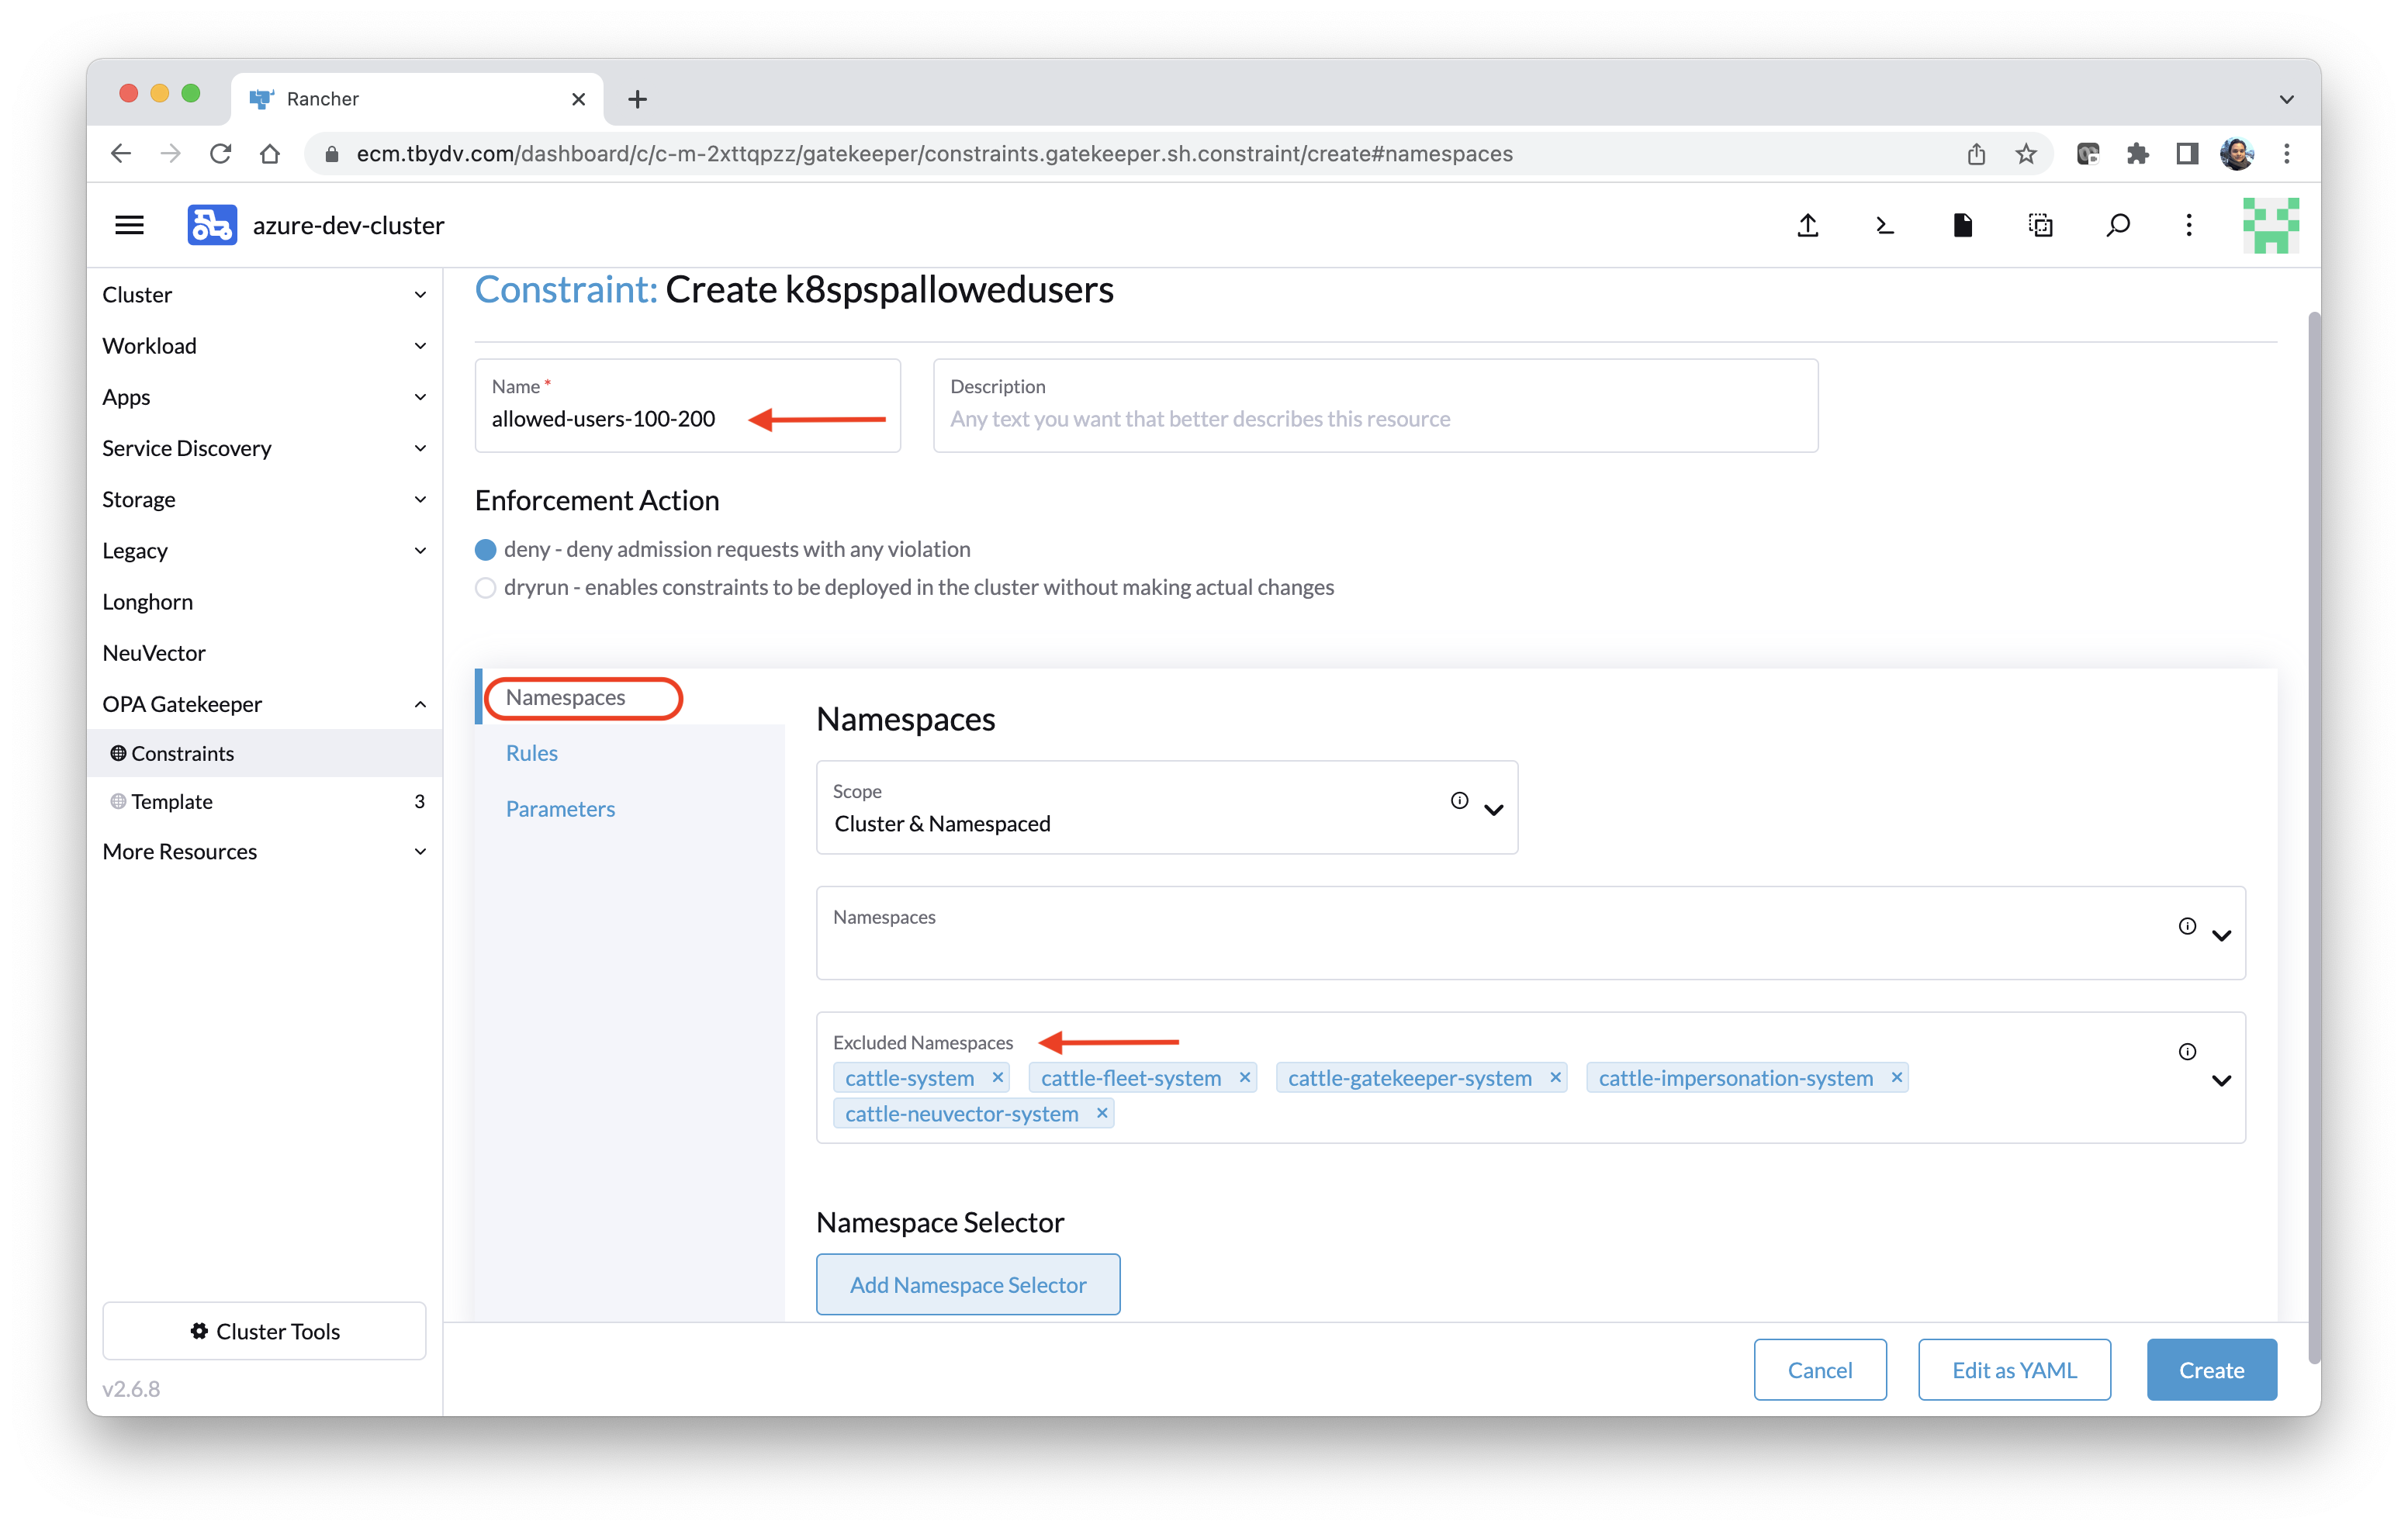 Rancher
ecm.tbydv.com/dashboard/c/c-m-2xttqpzz/gatekeeper/constraints.gatekeeper.sh.constraint/create#namespaces
azure-dev-cluster
Cluster
Workload
Apps
Service Discovery
Storage
Legacy
Longhorn
NeuVector
OPA Gatekeeper
Constraints
Template 3
More Resources
Cluster Tools
v2.6.8
Constraint: Create k8spspallowedusers
Name *
allowed-users-100-200
Description
Any text you want that better describes this resource
Enforcement Action
deny - deny admission requests with any violation
dryrun - enables constraints to be deployed in the cluster without making actual changes
Namespaces
Rules
Parameters
Namespaces
Scope
Cluster & Namespaced
Namespaces
Excluded Namespaces
cattle-system × cattle-fleet-system × cattle-gatekeeper-system × cattle-impersonation-system ×
cattle-neuvector-system ×
Namespace Selector
Add Namespace Selector
Cancel Edit as YAML Create